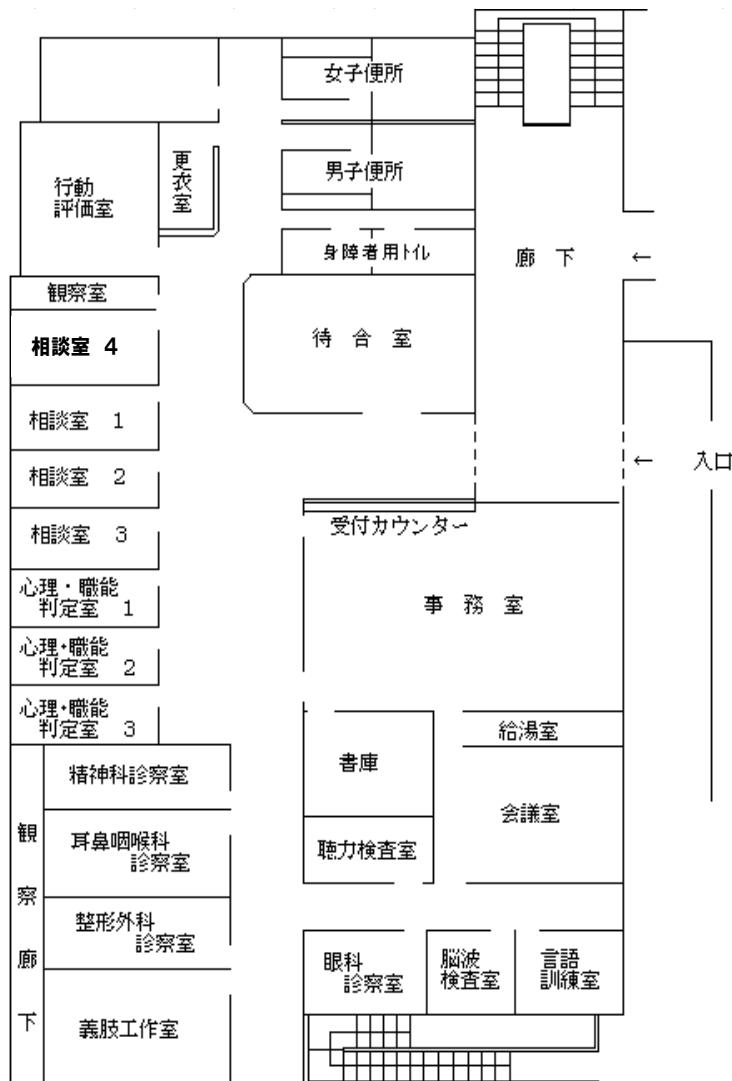 女子便所
更衣室
男子便所
行動
評価室
身障者用トイレ
廊 下
←
観察室
待 合 室
相談室 4
相談室 1
← 入口
相談室 2
受付カウンター
相談室 3
心理・職能
判定室 1
事 務 室
心理・職能
判定室 2
心理・職能
判定室 3
給湯室
書庫
精神科診察室
会議室
観察廊下
耳鼻咽喉科
診察室
聴力検査室
整形外科
診察室
眼科
診察室
脳波
検査室
言語
訓練室
義肢工作室